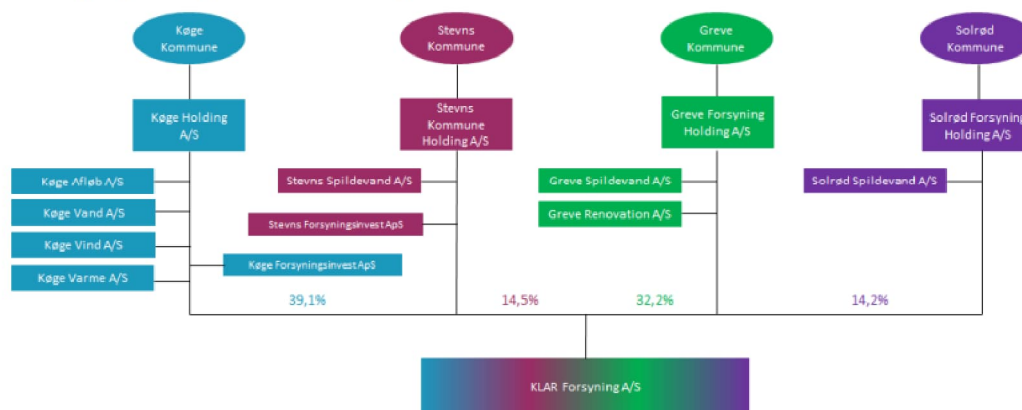 Køge
Kommune
Stevns
Kommune
Greve
Kommune
Solrød
Kommune
Køge Holding
A/S
Stevns
Kommune
Holding A/S
Greve Forsyning
Holding A/S
Solrød Forsyning
Holding A/S
Køge Afløb A/S
Stevns Spildevand A/S
Greve Spildevand A/S
Solrød Spildevand A/S
Køge Vand A/S
Stevns Forsyningsinvest ApS
Greve Renovation A/S
Køge Vind A/S
Køge Forsyningsinvest ApS
Køge Varme A/S
39,1%
14,5%
32,2%
14,2%
KLAR Forsyning A/S